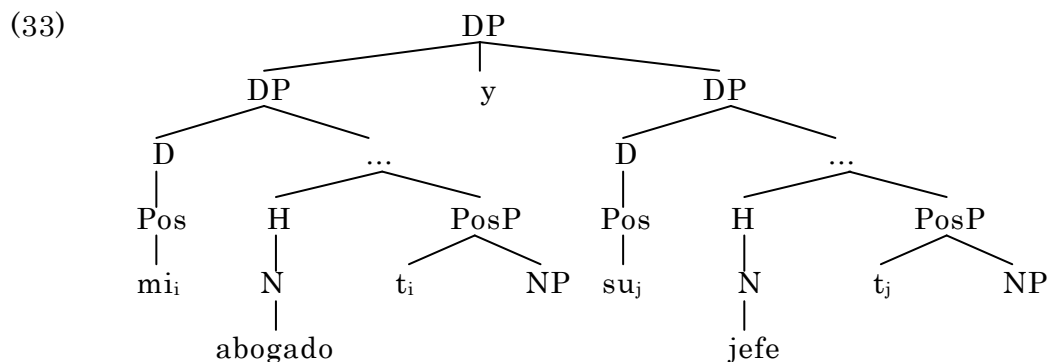 (33) DP
DP y DP
D ... D ...
Pos H PosP Pos H PosP
miᵢ N tᵢ NP suⱼ N tⱼ NP
abogado jefe